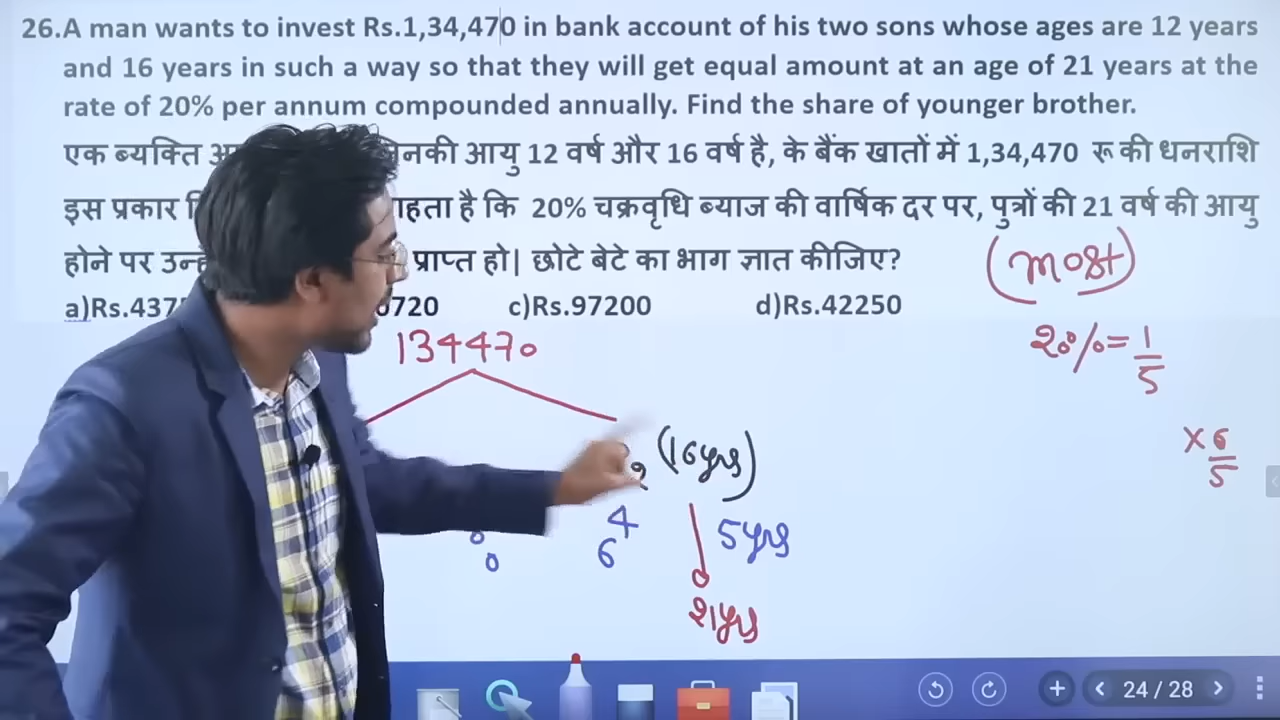 26.A man wants to invest Rs.1,34,470 in bank account of his two sons whose ages are 12 years
and 16 years in such a way so that they will get equal amount at an age of 21 years at the
rate of 20% per annum compounded annually. Find the share of younger brother.
एक ब्यक्ति जिनकी आयु 12 वर्ष और 16 वर्ष है, के बैंक खातों में 1,34,470 रू की धनराशि
इस प्रकार चाहता है कि 20% चक्रवृधि ब्याज की वार्षिक दर पर, पुत्रों की 21 वर्ष की आयु
होने पर प्राप्त हो| छोटे बेटे का भाग ज्ञात कीजिए?
(most)
a)Rs.437 6720 c)Rs.97200 d)Rs.42250
134470
20%=1/5
×6/5
2 (16yrs)
4
6
5yrs
21yrs
24 / 28